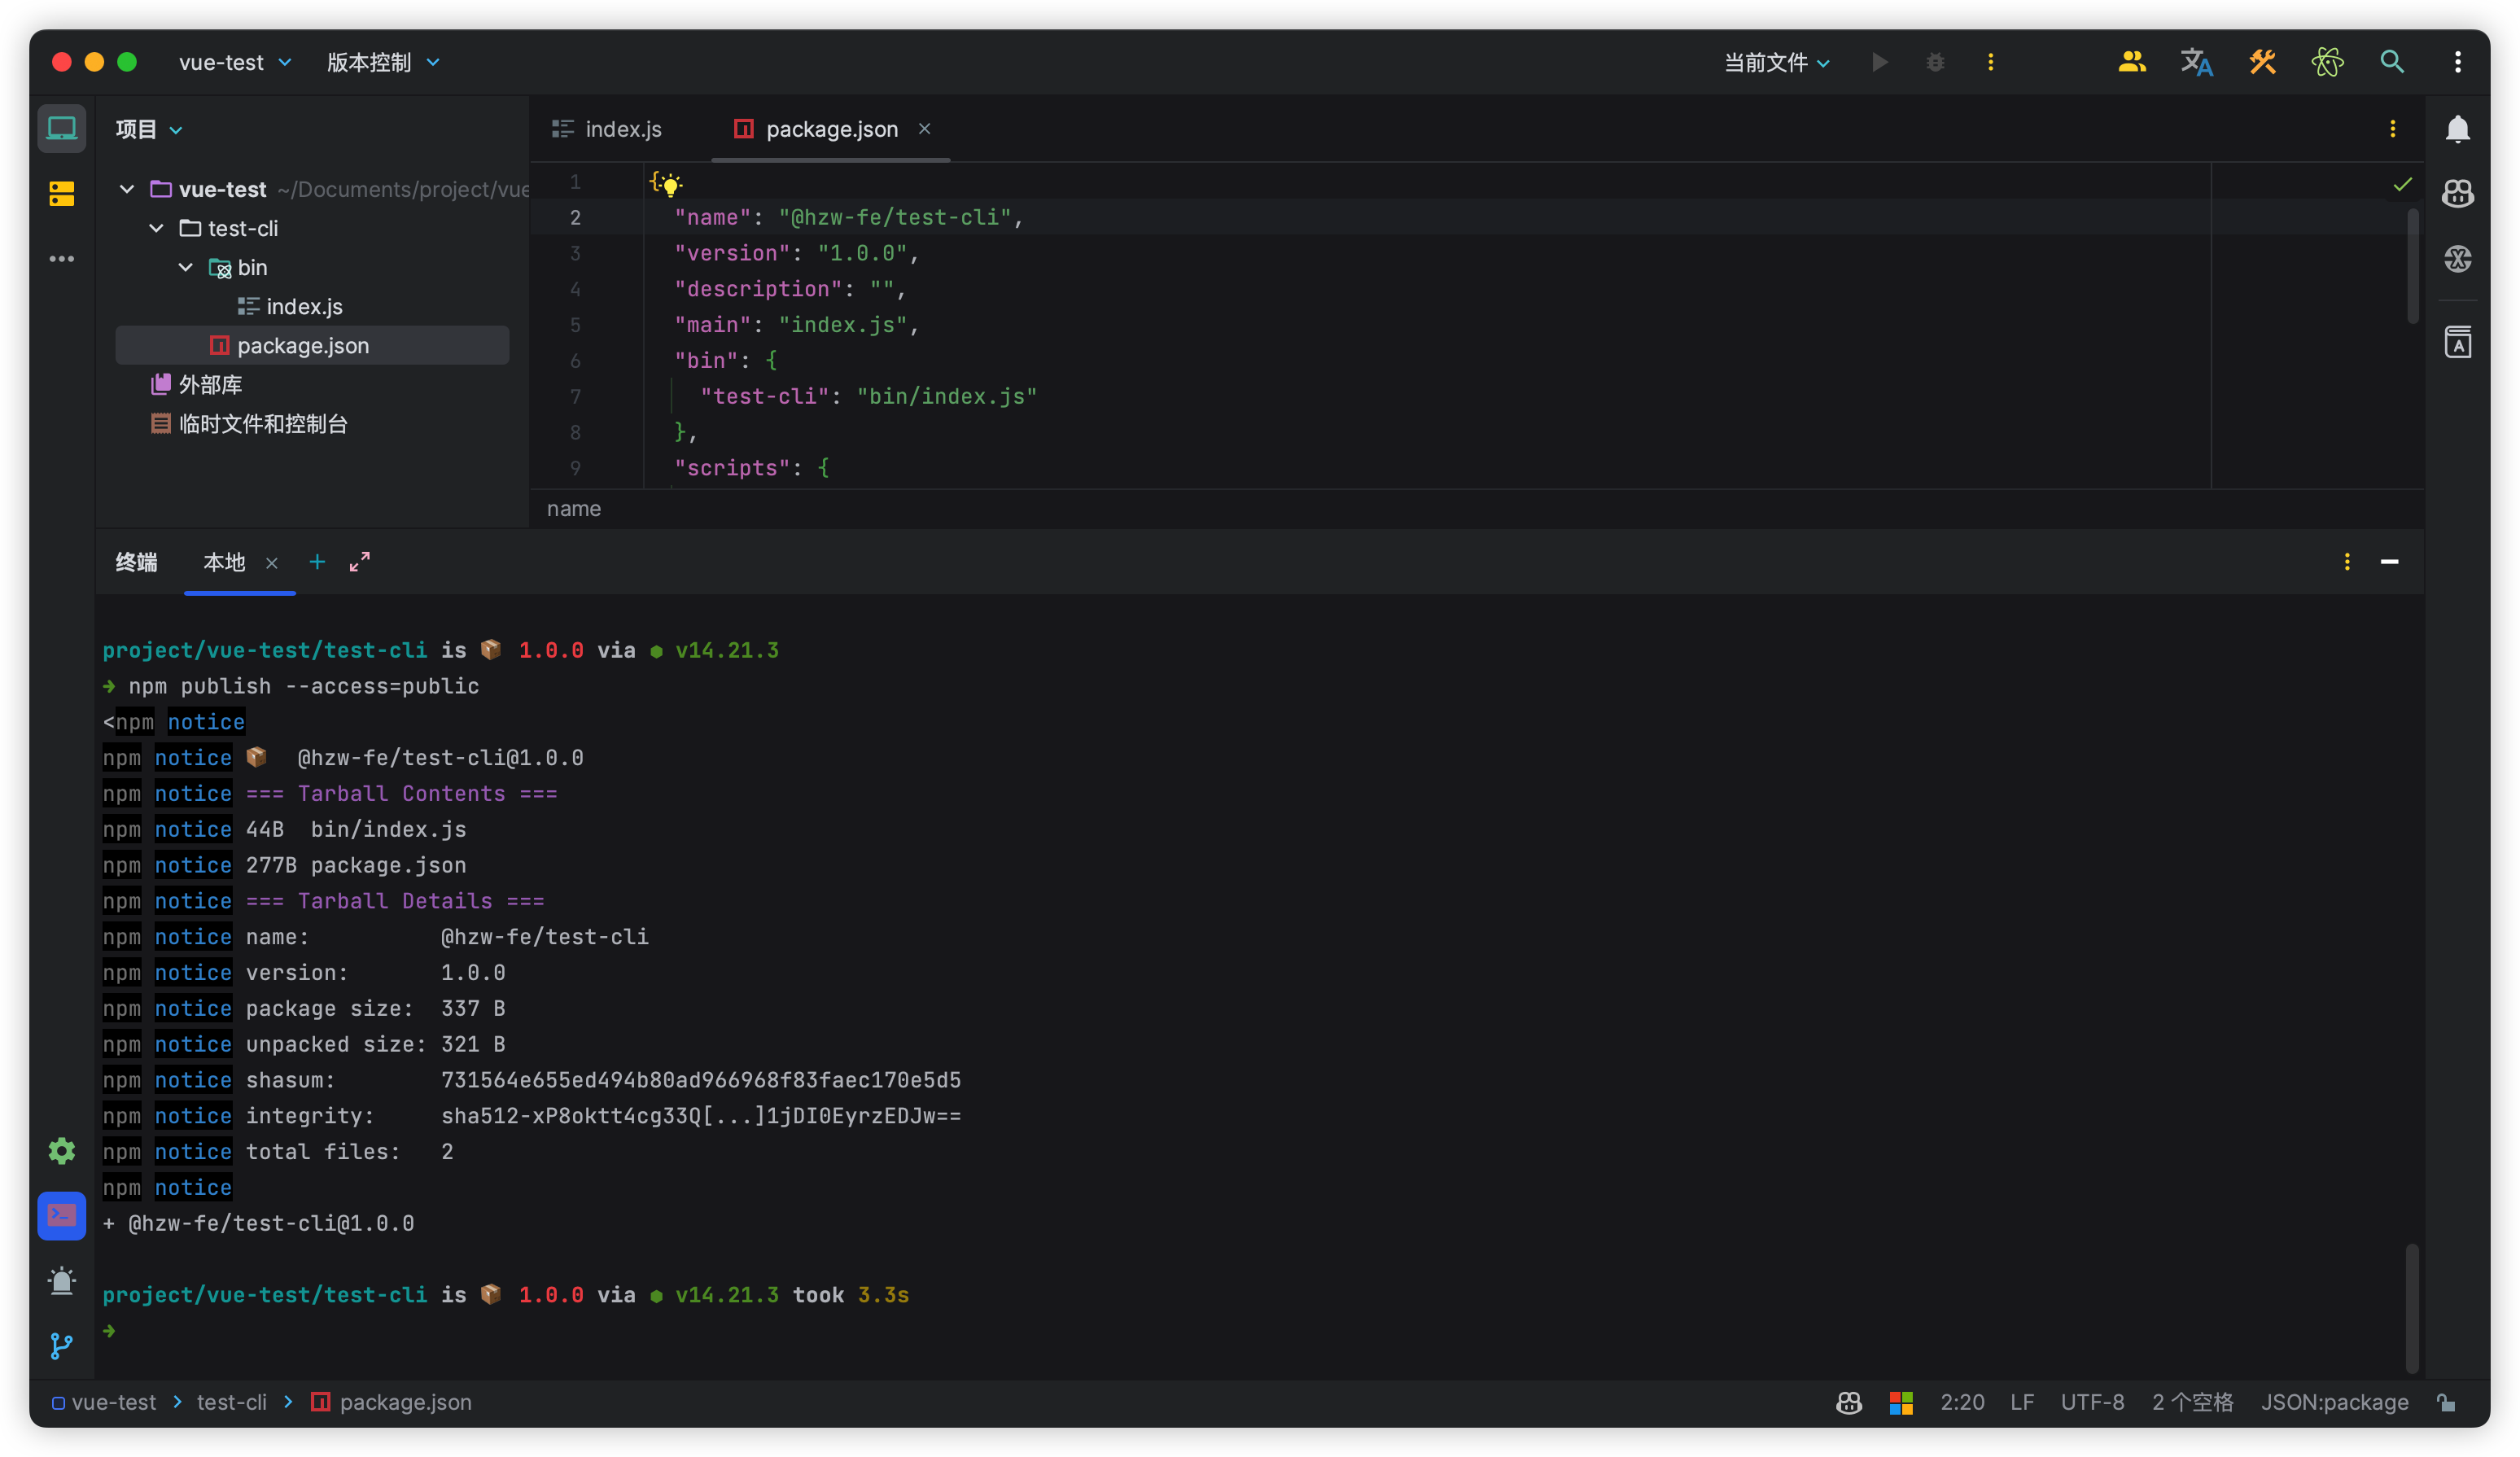 vue-test 版本控制 当前文件
项目
vue-test ~/Documents/project/vue
test-cli
bin
index.js
package.json
外部库
临时文件和控制台
index.js package.json
1 {
2 "name": "@hzw-fe/test-cli",
3 "version": "1.0.0",
4 "description": "",
5 "main": "index.js",
6 "bin": {
7 "test-cli": "bin/index.js"
8 },
9 "scripts": {
name
终端 本地
project/vue-test/test-cli is 📦 1.0.0 via ⬢ v14.21.3
➜ npm publish --access=public
<npm notice
npm notice 📦 @hzw-fe/test-cli@1.0.0
npm notice === Tarball Contents ===
npm notice 44B bin/index.js
npm notice 277B package.json
npm notice === Tarball Details ===
npm notice name: @hzw-fe/test-cli
npm notice version: 1.0.0
npm notice package size: 337 B
npm notice unpacked size: 321 B
npm notice shasum: 731564e655ed494b80ad966968f83faec170e5d5
npm notice integrity: sha512-xP8oktt4cg33Q[...]1jDI0EyrzEDJw==
npm notice total files: 2
npm notice
+ @hzw-fe/test-cli@1.0.0
project/vue-test/test-cli is 📦 1.0.0 via ⬢ v14.21.3 took 3.3s
➜
vue-test > test-cli > package.json 2:20 LF UTF-8 2 个空格 JSON:package